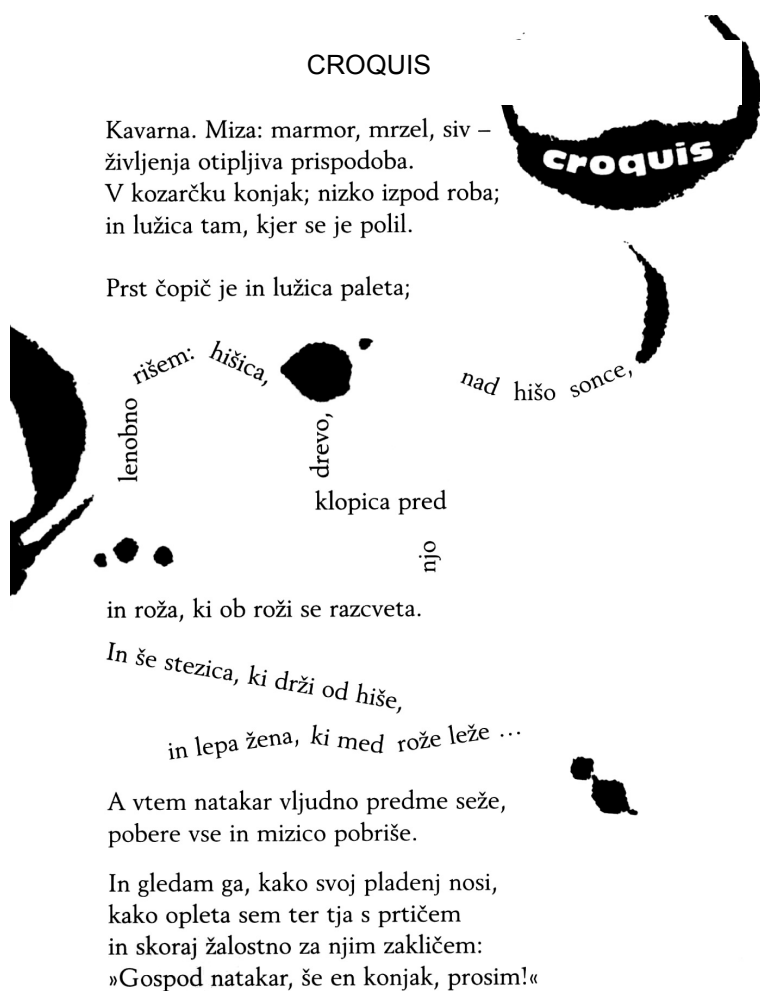 CROQUIS
croquis
Kavarna. Miza: marmor, mrzel, siv –
življenja otipljiva prispodoba.
V kozarčku konjak; nizko izpod roba;
in lužica tam, kjer se je polil.
Prst čopič je in lužica paleta;
lenobno rišem: hišica,
drevo,
nad hišo sonce,
klopica pred
njo
in roža, ki ob roži se razcveta.
In še stezica, ki drži od hiše,
in lepa žena, ki med rože leže ...
A vtem natakar vljudno predme seže,
pobere vse in mizico pobriše.
In gledam ga, kako svoj pladenj nosi,
kako opleta sem ter tja s prtičem
in skoraj žalostno za njim zakličem:
»Gospod natakar, še en konjak, prosim!«